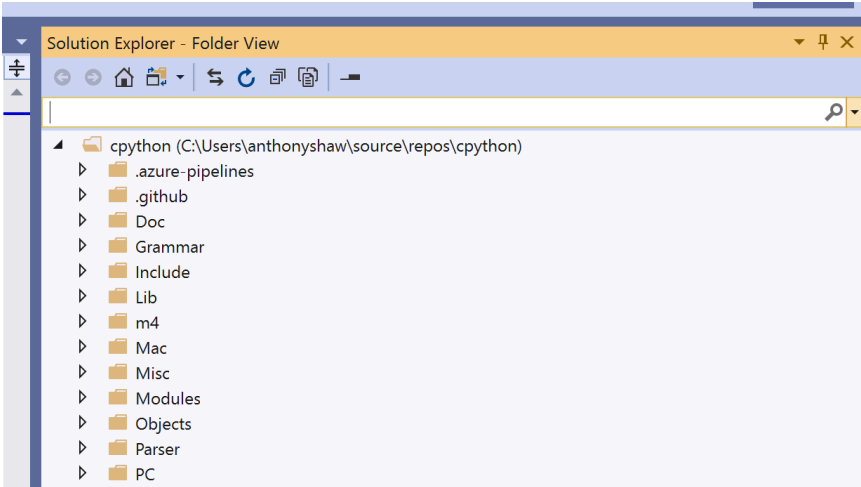 Solution Explorer - Folder View
cpython (C:\Users\anthonyshaw\source\repos\cpython)
.azure-pipelines
.github
Doc
Grammar
Include
Lib
m4
Mac
Misc
Modules
Objects
Parser
PC